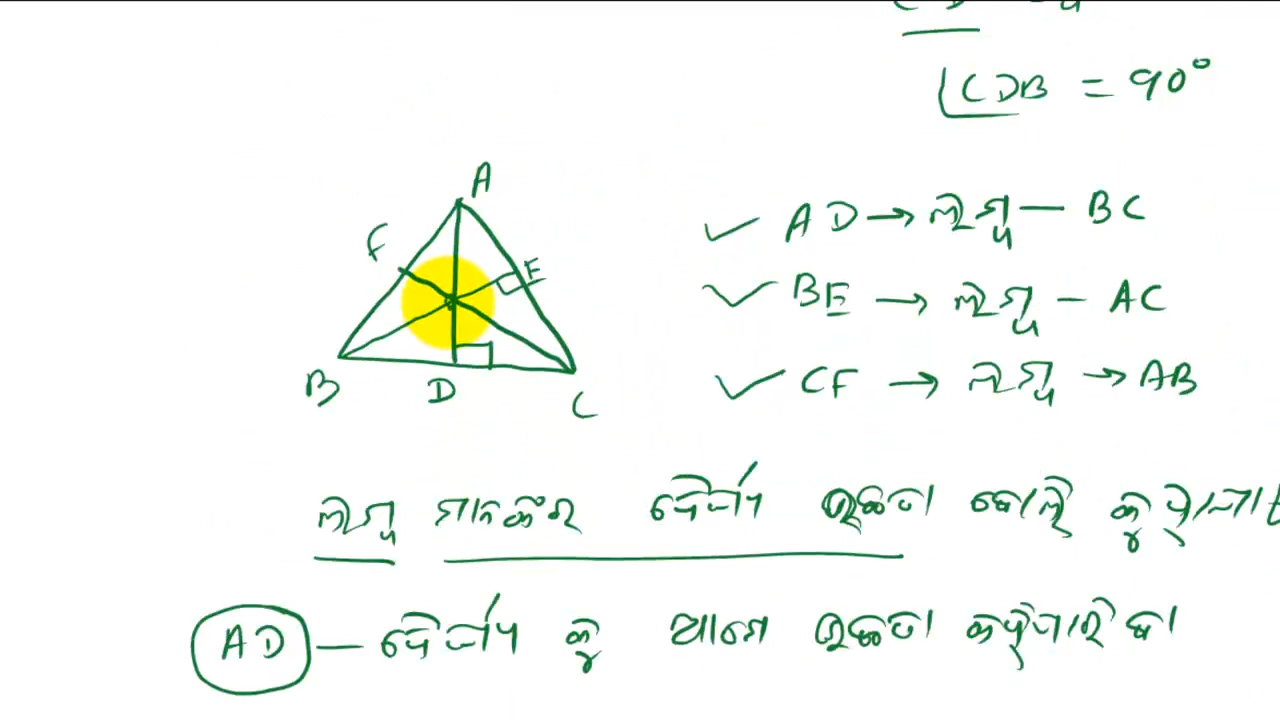 ∠CDB = 90°
A
F
E
B
D
C
✓ AD → ଲମ୍ବ — BC
✓ BE → ଲମ୍ବ — AC
✓ CF → ଲମ୍ବ → AB
ଲମ୍ବ ମାନଙ୍କର ଦୈର୍ଘ୍ୟ ଉଚ୍ଚତା ବୋଲି
AD — ଦୈର୍ଘ୍ୟ କୁ ଆମେ ଉଚ୍ଚତା କହିପାରିବା